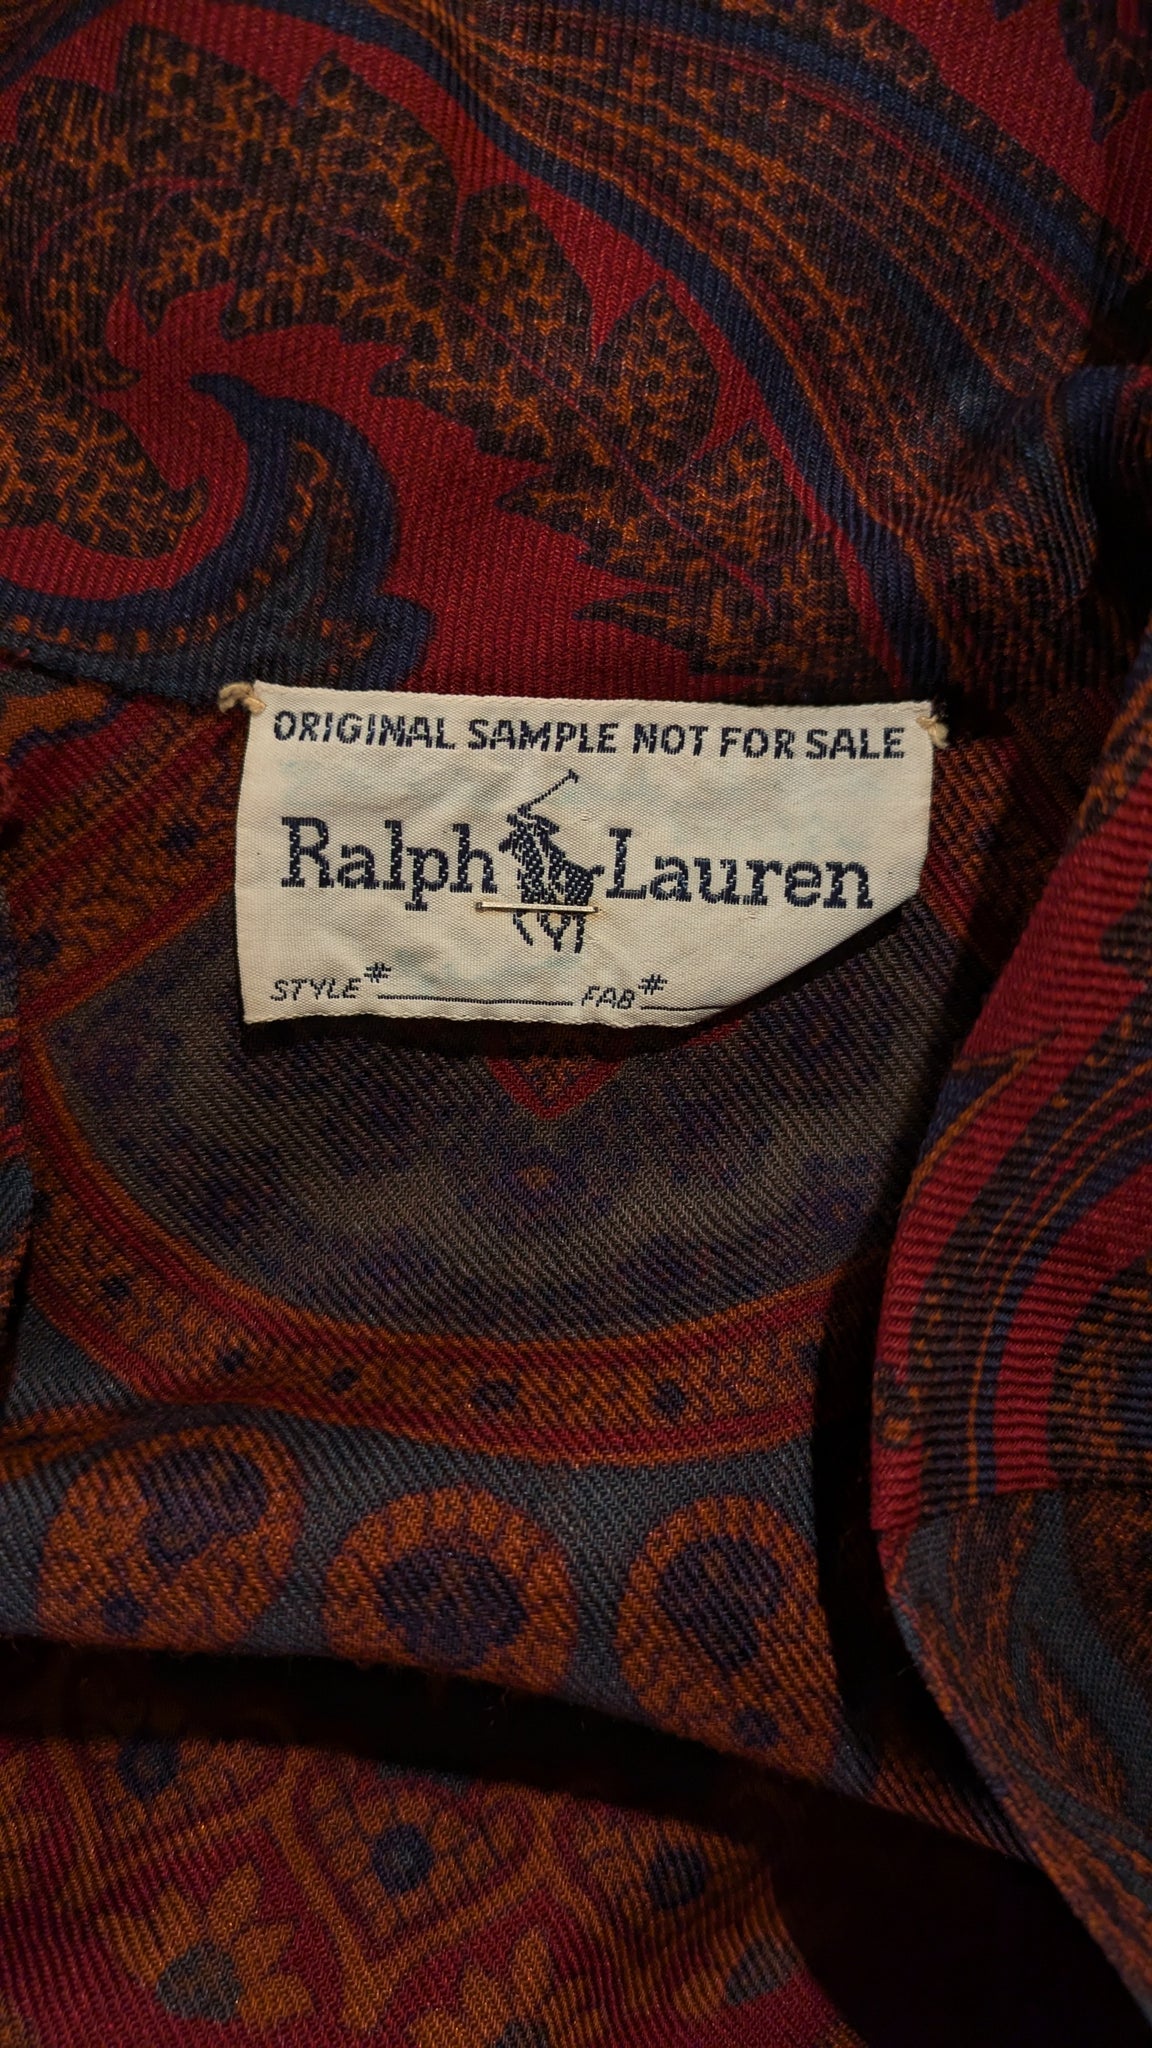 ORIGINAL SAMPLE NOT FOR SALE
Ralph Lauren
STYLE# FAB#